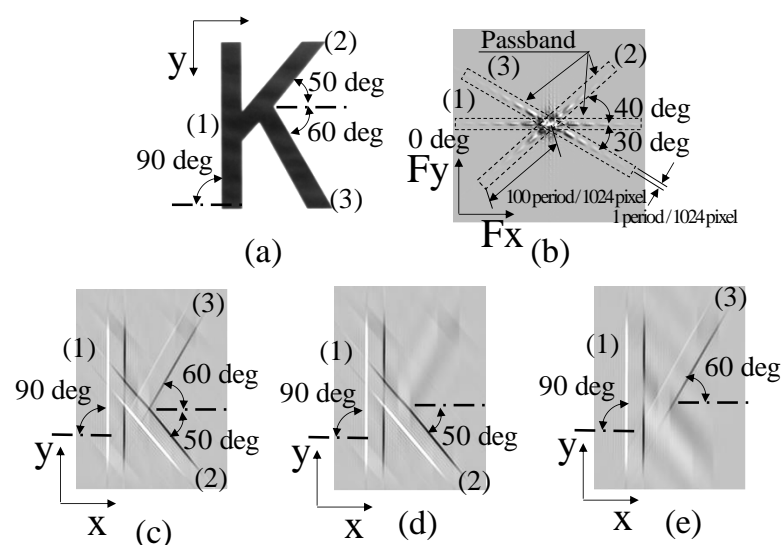 y
(2)
50 deg
(1)
60 deg
90 deg
(3)
(a)
Passband
(3)
(2)
(1)
40 deg
0 deg
30 deg
Fy
100 period/1024 pixel
1 period/1024 pixel
Fx
(b)
(3)
(1)
60 deg
90 deg
50 deg
y
(2)
x
(c)
(1)
90 deg
50 deg
y
(2)
x
(d)
(3)
(1)
60 deg
90 deg
y
x
(e)